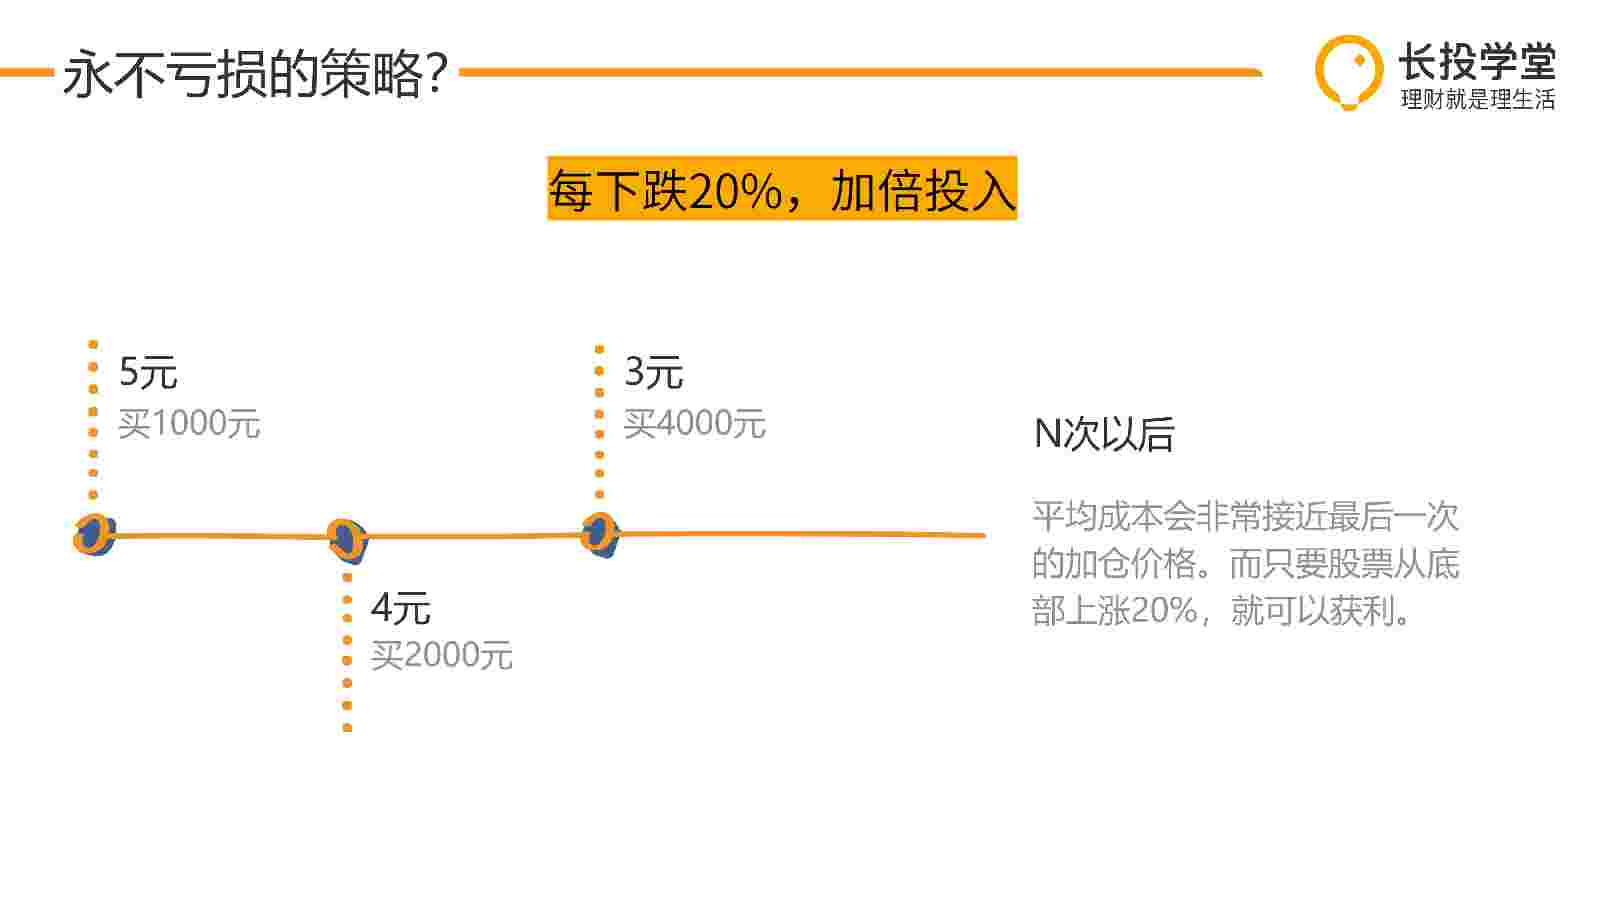 永不亏损的策略？
长投学堂
理财就是理生活
每下跌20%，加倍投入
5元
买1000元
3元
买4000元
4元
买2000元
N次以后
平均成本会非常接近最后一次
的加仓价格。而只要股票从底
部上涨20%，就可以获利。